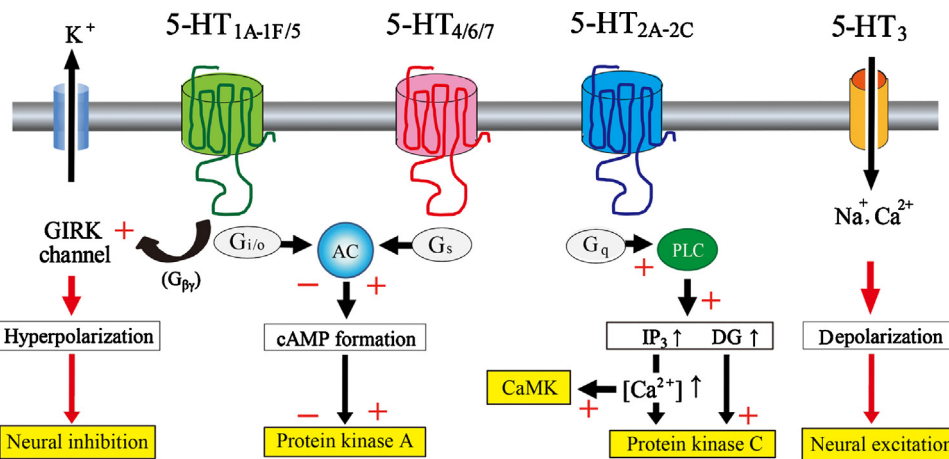 5-HT1A-1F/5
5-HT4/6/7
5-HT2A-2C
5-HT3
K+
GIRK
channel
+
(Gβγ)
Gi/o
AC
Gs
Gq
PLC
+
Na+, Ca2+
− +
+
Hyperpolarization
cAMP formation
IP3 ↑ DG ↑
Depolarization
CaMK
+
[Ca2+] ↑
− +
+
Neural inhibition
Protein kinase A
Protein kinase C
Neural excitation